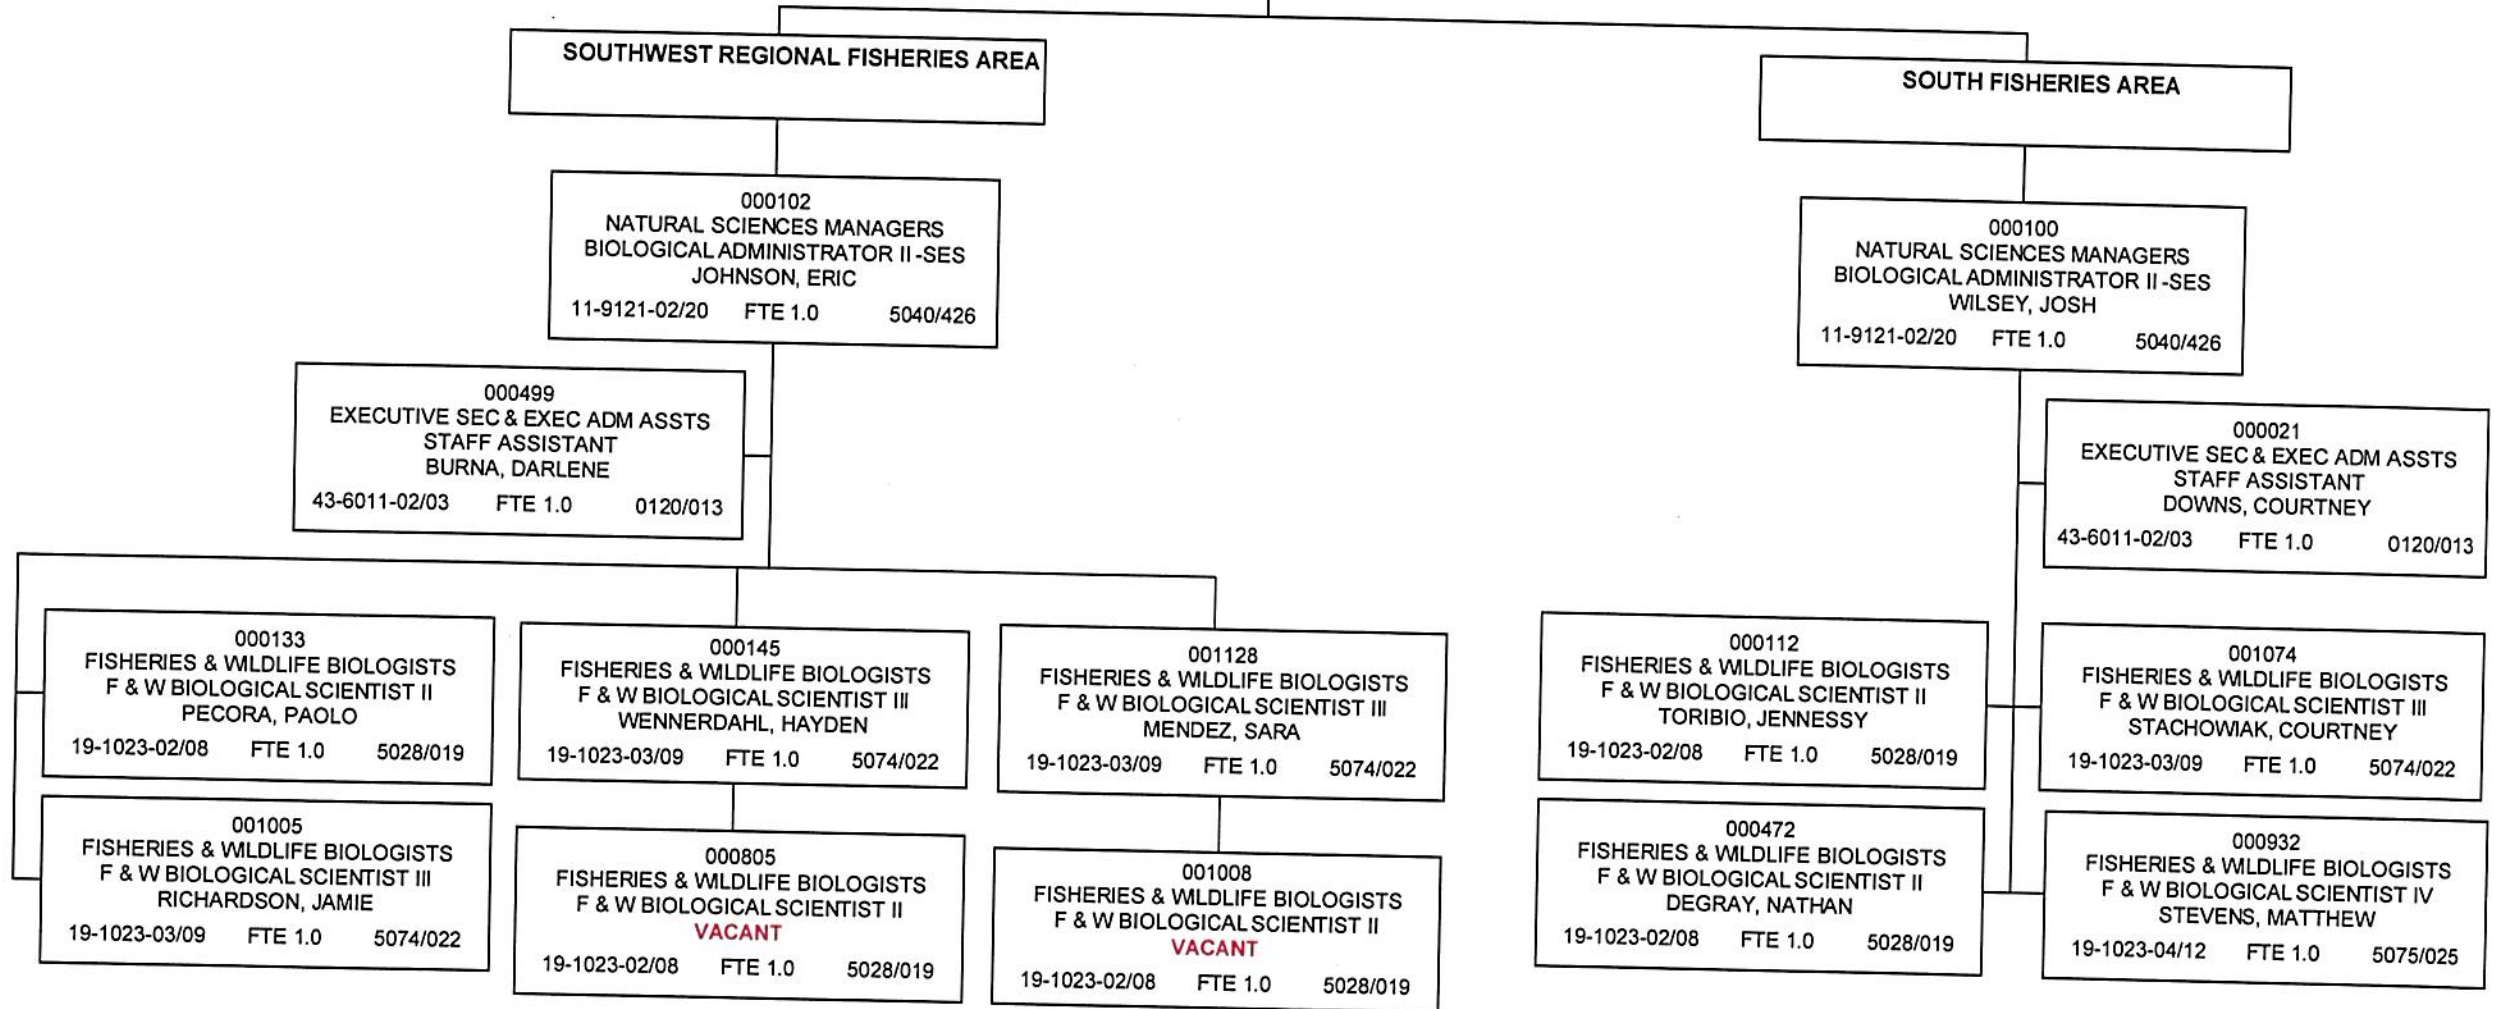 SOUTHWEST REGIONAL FISHERIES AREA
000102
NATURAL SCIENCES MANAGERS
BIOLOGICAL ADMINISTRATOR II -SES
JOHNSON, ERIC
11-9121-02/20 FTE 1.0 5040/426
000499
EXECUTIVE SEC & EXEC ADM ASSTS
STAFF ASSISTANT
BURNA, DARLENE
43-6011-02/03 FTE 1.0 0120/013
000133
FISHERIES & WILDLIFE BIOLOGISTS
F & W BIOLOGICAL SCIENTIST II
PECORA, PAOLO
19-1023-02/08 FTE 1.0 5028/019
001005
FISHERIES & WILDLIFE BIOLOGISTS
F & W BIOLOGICAL SCIENTIST III
RICHARDSON, JAMIE
19-1023-03/09 FTE 1.0 5074/022
000145
FISHERIES & WILDLIFE BIOLOGISTS
F & W BIOLOGICAL SCIENTIST III
WENNERDAHL, HAYDEN
19-1023-03/09 FTE 1.0 5074/022
000805
FISHERIES & WILDLIFE BIOLOGISTS
F & W BIOLOGICAL SCIENTIST II
VACANT
19-1023-02/08 FTE 1.0 5028/019
001128
FISHERIES & WILDLIFE BIOLOGISTS
F & W BIOLOGICAL SCIENTIST III
MENDEZ, SARA
19-1023-03/09 FTE 1.0 5074/022
001008
FISHERIES & WILDLIFE BIOLOGISTS
F & W BIOLOGICAL SCIENTIST II
VACANT
19-1023-02/08 FTE 1.0 5028/019
SOUTH FISHERIES AREA
000100
NATURAL SCIENCES MANAGERS
BIOLOGICAL ADMINISTRATOR II -SES
WILSEY, JOSH
11-9121-02/20 FTE 1.0 5040/426
000021
EXECUTIVE SEC & EXEC ADM ASSTS
STAFF ASSISTANT
DOWNS, COURTNEY
43-6011-02/03 FTE 1.0 0120/013
000112
FISHERIES & WILDLIFE BIOLOGISTS
F & W BIOLOGICAL SCIENTIST II
TORIBIO, JENNESSY
19-1023-02/08 FTE 1.0 5028/019
001074
FISHERIES & WILDLIFE BIOLOGISTS
F & W BIOLOGICAL SCIENTIST III
STACHOWIAK, COURTNEY
19-1023-03/09 FTE 1.0 5074/022
000472
FISHERIES & WILDLIFE BIOLOGISTS
F & W BIOLOGICAL SCIENTIST II
DEGRAY, NATHAN
19-1023-02/08 FTE 1.0 5028/019
000932
FISHERIES & WILDLIFE BIOLOGISTS
F & W BIOLOGICAL SCIENTIST IV
STEVENS, MATTHEW
19-1023-04/12 FTE 1.0 5075/025